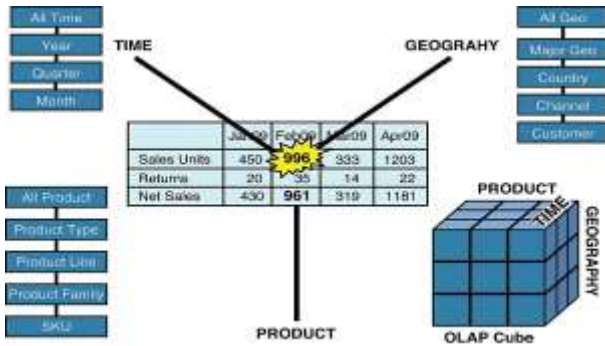 All Time
Year
Quarter
Month
TIME
GEOGRAHY
All Geo
Major Geo
Country
Channel
Customer
Jan09 Feb09 Mar09 Apr09
Sales Units 450 996 333 1203
Returns 20 35 14 22
Net Sales 430 961 319 1181
All Product
Product Type
Product Line
Product Family
SKU
PRODUCT
PRODUCT
TIME
GEOGRAPHY
OLAP Cube